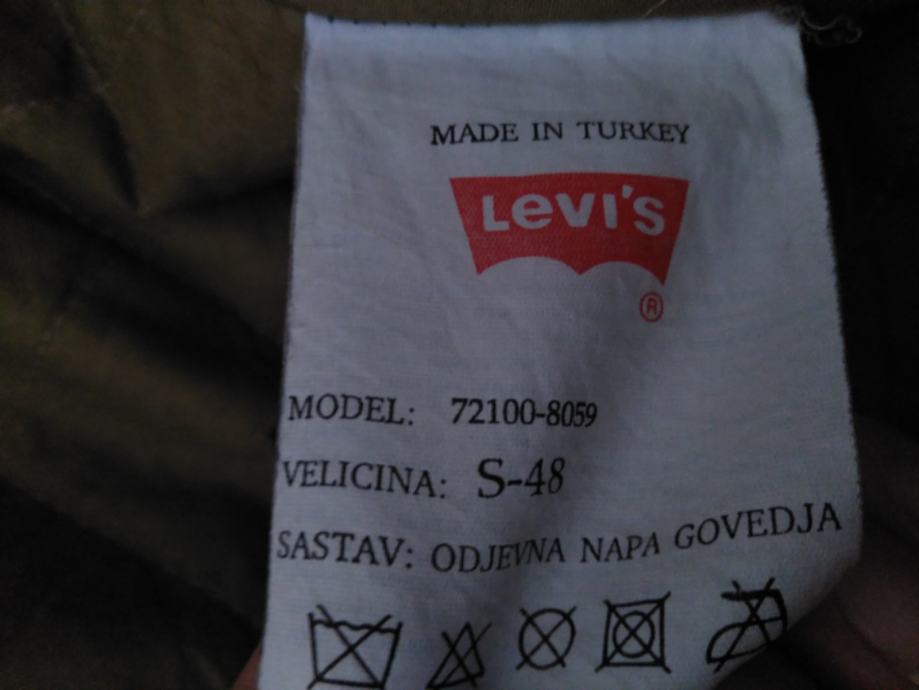 MADE IN TURKEY
Levi's
®
MODEL: 72100-8059
VELICINA: S-48
SASTAV: ODJEVNA NAPA GOVEDJA